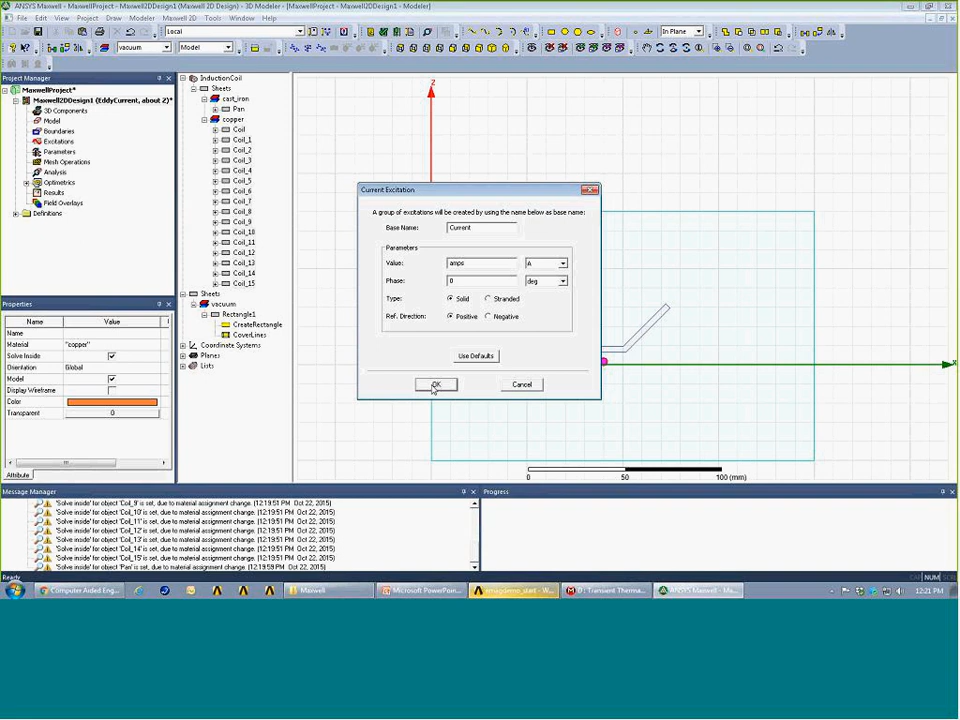 ANSYS Maxwell - MaxwellProject - Maxwell2DDesign1 (Maxwell 2D Design) - 3D Modeler - [MaxwellProject - Maxwell2DDesign1 - Modeler]
File Edit View Project Draw Modeler Maxwell 2D Tools Window Help
Local In Plane
vacuum Model
Project Manager
MaxwellProject*
Maxwell2DDesign1 (EddyCurrent, about Z)*
3D Components
Model
Boundaries
Excitations
Parameters
Mesh Operations
Analysis
Optimetrics
Results
Field Overlays
Definitions
InductionCoil
Sheets
cast_iron
Pan
copper
Coil
Coil_1
Coil_2
Coil_3
Coil_4
Coil_5
Coil_6
Coil_7
Coil_8
Coil_9
Coil_10
Coil_11
Coil_12
Coil_13
Coil_14
Coil_15
Sheets
vacuum
Rectangle1
CreateRectangle
CoverLines
Coordinate Systems
Planes
Lists
Z
Current Excitation
A group of excitations will be created by using the name below as base name:
Base Name: Current
Parameters
Value: amps A
Phase: 0 deg
Type: Solid Stranded
Ref. Direction: Positive Negative
Use Defaults
OK Cancel
X
0 50 100 (mm)
Properties
Name Value
Name
Material "copper"
Solve Inside
Orientation Global
Model
Display Wireframe
Color
Transparent 0
Attribute
Message Manager
'Solve inside' for object 'Coil_9' is set, due to material assignment change. (12:19:51 PM Oct 22, 2015)
'Solve inside' for object 'Coil_10' is set, due to material assignment change. (12:19:51 PM Oct 22, 2015)
'Solve inside' for object 'Coil_11' is set, due to material assignment change. (12:19:51 PM Oct 22, 2015)
'Solve inside' for object 'Coil_12' is set, due to material assignment change. (12:19:51 PM Oct 22, 2015)
'Solve inside' for object 'Coil_13' is set, due to material assignment change. (12:19:51 PM Oct 22, 2015)
'Solve inside' for object 'Coil_14' is set, due to material assignment change. (12:19:51 PM Oct 22, 2015)
'Solve inside' for object 'Coil_15' is set, due to material assignment change. (12:19:51 PM Oct 22, 2015)
'Solve inside' for object 'Pan' is set, due to material assignment change. (12:19:59 PM Oct 22, 2015)
Progress
Ready
NUM
Computer Aided Eng... Maxwell Microsoft PowerPoin... emagdemo_start - W... D : Transient Therma... ANSYS Maxwell - Ma... 12:21 PM